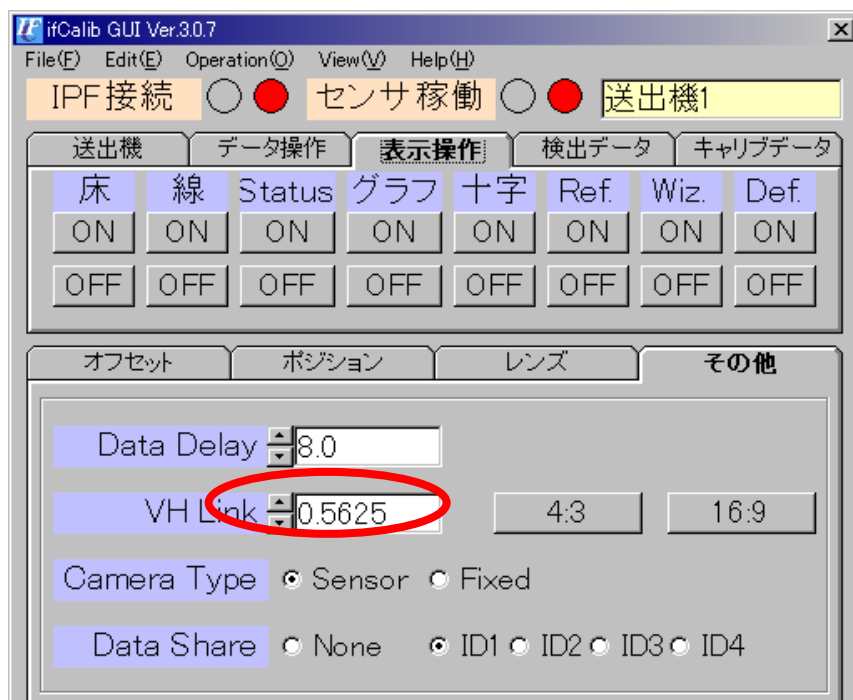 ifCalib GUI Ver.3.0.7
File(F) Edit(E) Operation(O) View(V) Help(H)
IPF接続 センサ稼働 送出機1
送出機 データ操作 表示操作 検出データ キャリブデータ
床 線 Status グラフ 十字 Ref. Wiz. Def.
ON ON ON ON ON ON ON ON
OFF OFF OFF OFF OFF OFF OFF OFF
オフセット ポジション レンズ その他
Data Delay 8.0
VH Link 0.5625 4:3 16:9
Camera Type Sensor Fixed
Data Share None ID1 ID2 ID3 ID4